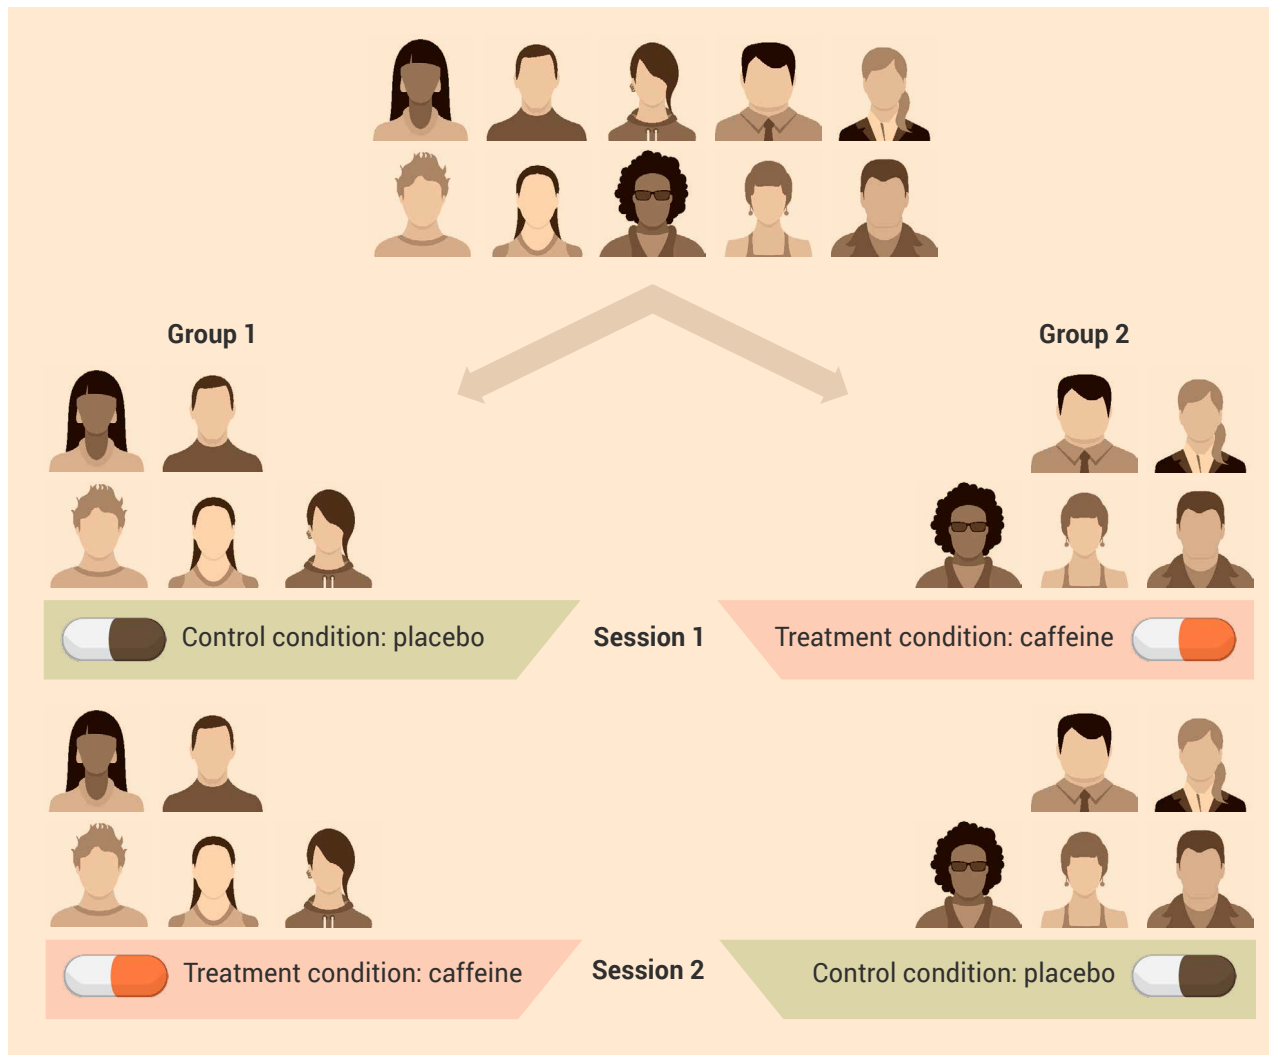 Group 1
Group 2
Control condition: placebo
Session 1
Treatment condition: caffeine
Treatment condition: caffeine
Session 2
Control condition: placebo